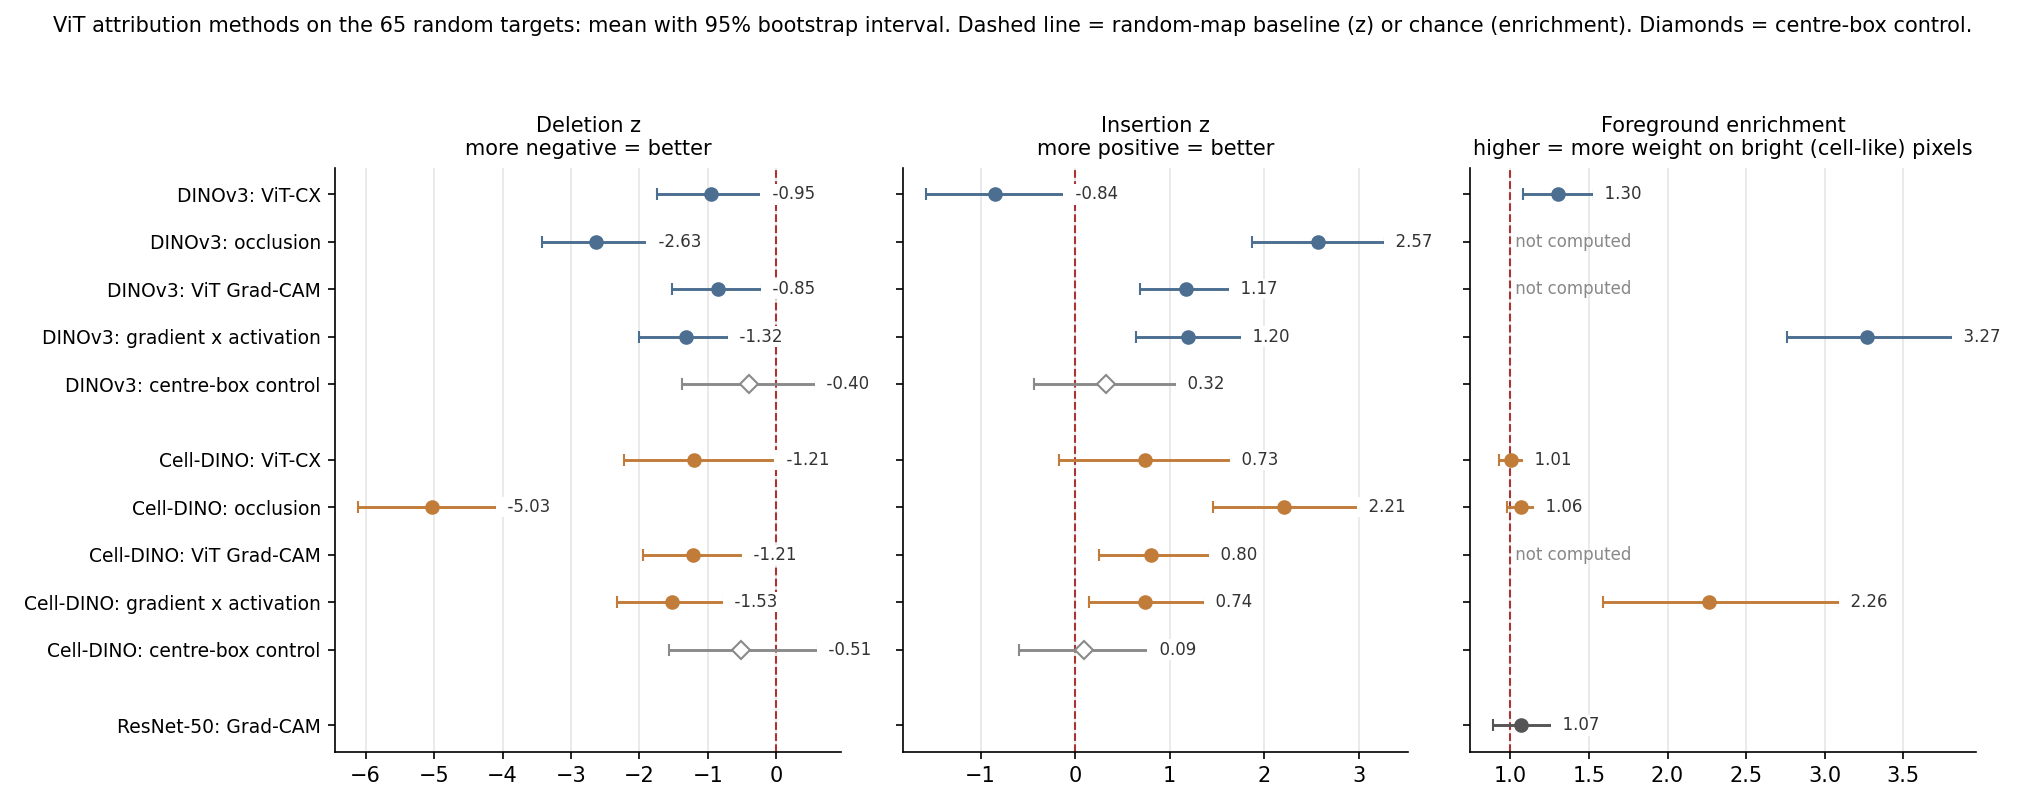 ViT attribution methods on the 65 random targets: mean with 95% bootstrap interval. Dashed line = random-map baseline (z) or chance (enrichment). Diamonds = centre-box control.
Deletion z
more negative = better
Insertion z
more positive = better
Foreground enrichment
higher = more weight on bright (cell-like) pixels
DINOv3: ViT-CX
-0.95
-0.84
1.30
DINOv3: occlusion
-2.63
2.57
not computed
DINOv3: ViT Grad-CAM
-0.85
1.17
not computed
DINOv3: gradient x activation
-1.32
1.20
3.27
DINOv3: centre-box control
-0.40
0.32
Cell-DINO: ViT-CX
-1.21
0.73
1.01
Cell-DINO: occlusion
-5.03
2.21
1.06
Cell-DINO: ViT Grad-CAM
-1.21
0.80
not computed
Cell-DINO: gradient x activation
-1.53
0.74
2.26
Cell-DINO: centre-box control
-0.51
0.09
ResNet-50: Grad-CAM
1.07
−6 −5 −4 −3 −2 −1 0
−1 0 1 2 3
1.0 1.5 2.0 2.5 3.0 3.5